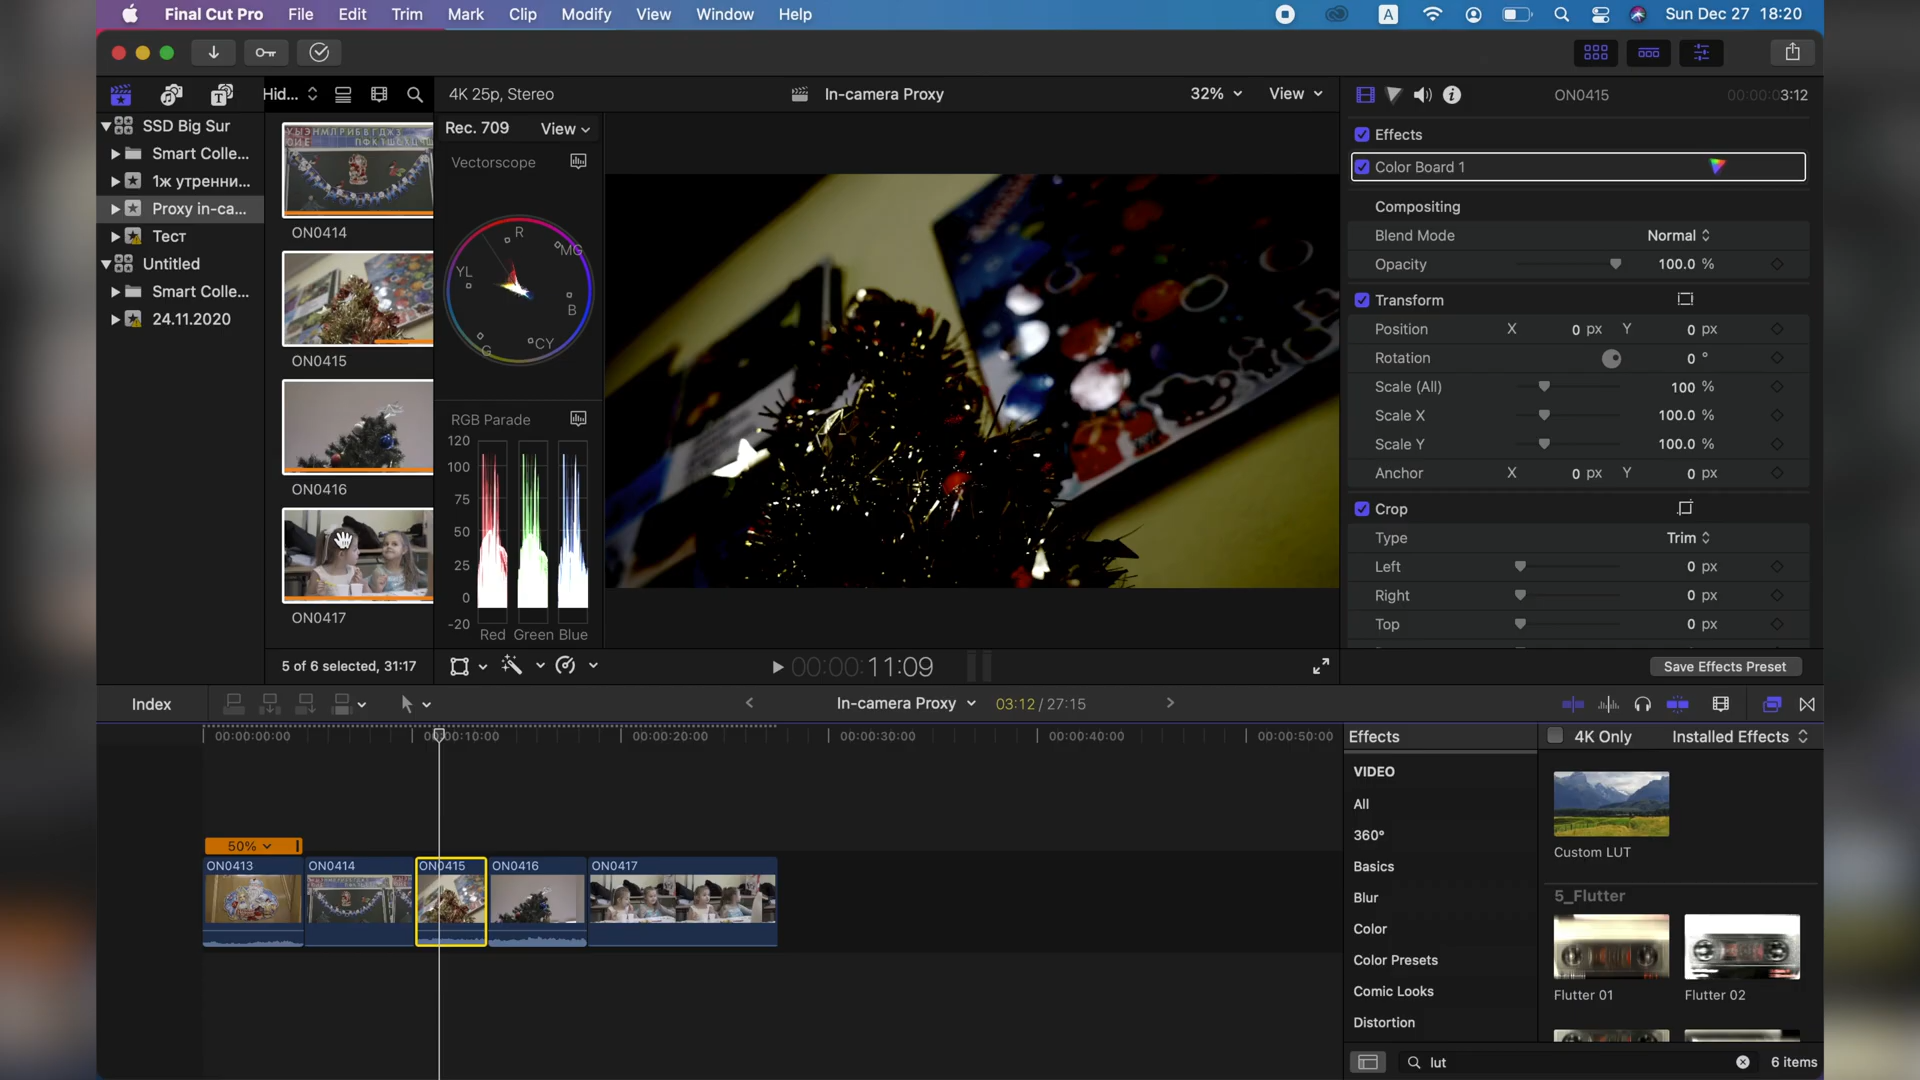 Final Cut Pro File Edit Trim Mark Clip Modify View Window Help A Sun Dec 27 18:20
Hid...
4K 25p, Stereo In-camera Proxy 32% View
ON0415 00:00:03:12
SSD Big Sur
Smart Colle...
1ж утренни...
Proxy in-ca...
Тест
Untitled
Smart Colle...
24.11.2020
ON0414
ON0415
ON0416
ON0417
5 of 6 selected, 31:17
Rec. 709 View
Vectorscope
R
MG
YL
B
CY
G
RGB Parade
120
100
75
50
25
0
-20
Red Green Blue
00:00:00:11:09
Effects
Color Board 1
Compositing
Blend Mode Normal
Opacity 100.0 %
Transform
Position X 0 px Y 0 px
Rotation 0 °
Scale (All) 100 %
Scale X 100.0 %
Scale Y 100.0 %
Anchor X 0 px Y 0 px
Crop
Type Trim
Left 0 px
Right 0 px
Top 0 px
Save Effects Preset
Index In-camera Proxy 03:12 / 27:15
00:00:00:00 00:00:10:00 00:00:20:00 00:00:30:00 00:00:40:00 00:00:50:00
50%
ON0413 ON0414 ON0415 ON0416 ON0417
Effects 4K Only Installed Effects
VIDEO
All
360°
Basics
Blur
Color
Color Presets
Comic Looks
Distortion
Custom LUT
5_Flutter
Flutter 01 Flutter 02
lut 6 items